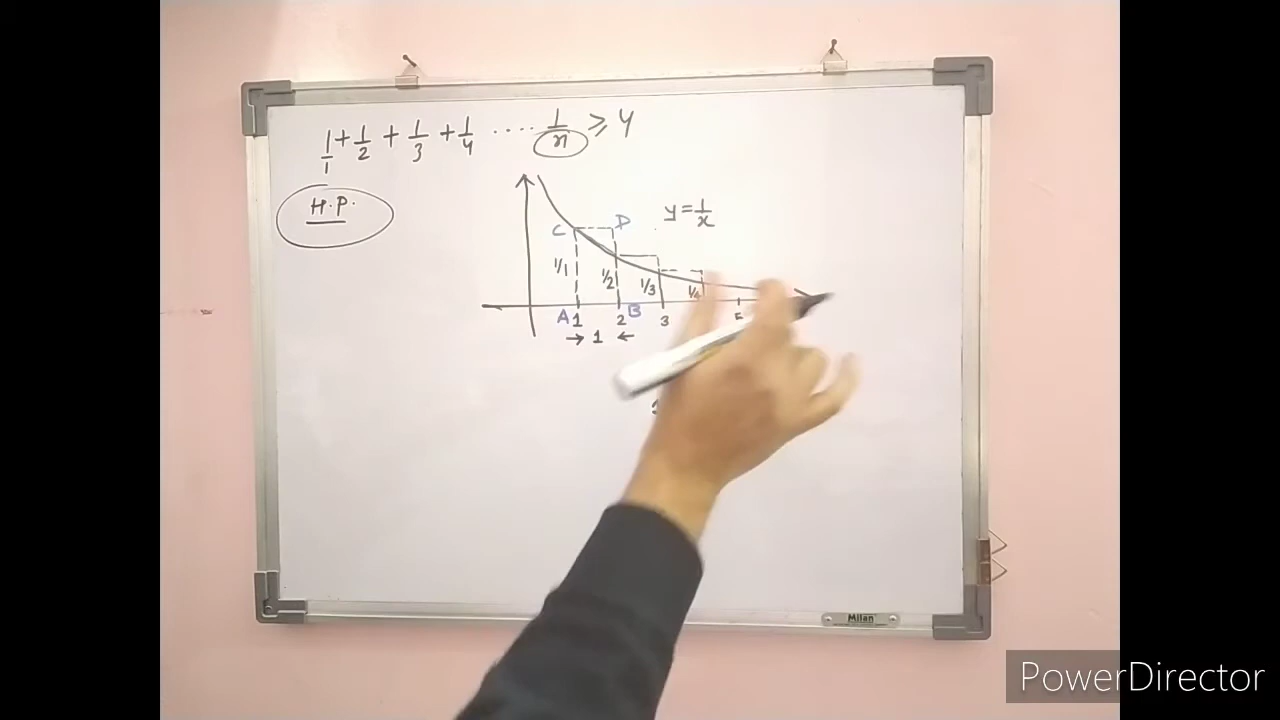 1/1 + 1/2 + 1/3 + 1/4 ..... 1/n ≥ 4
H.P.
y = 1/x
C D
1/1 1/2 1/3 1/4
A 1 2 B 3 5
→ 1 ←
Milan
PowerDirector